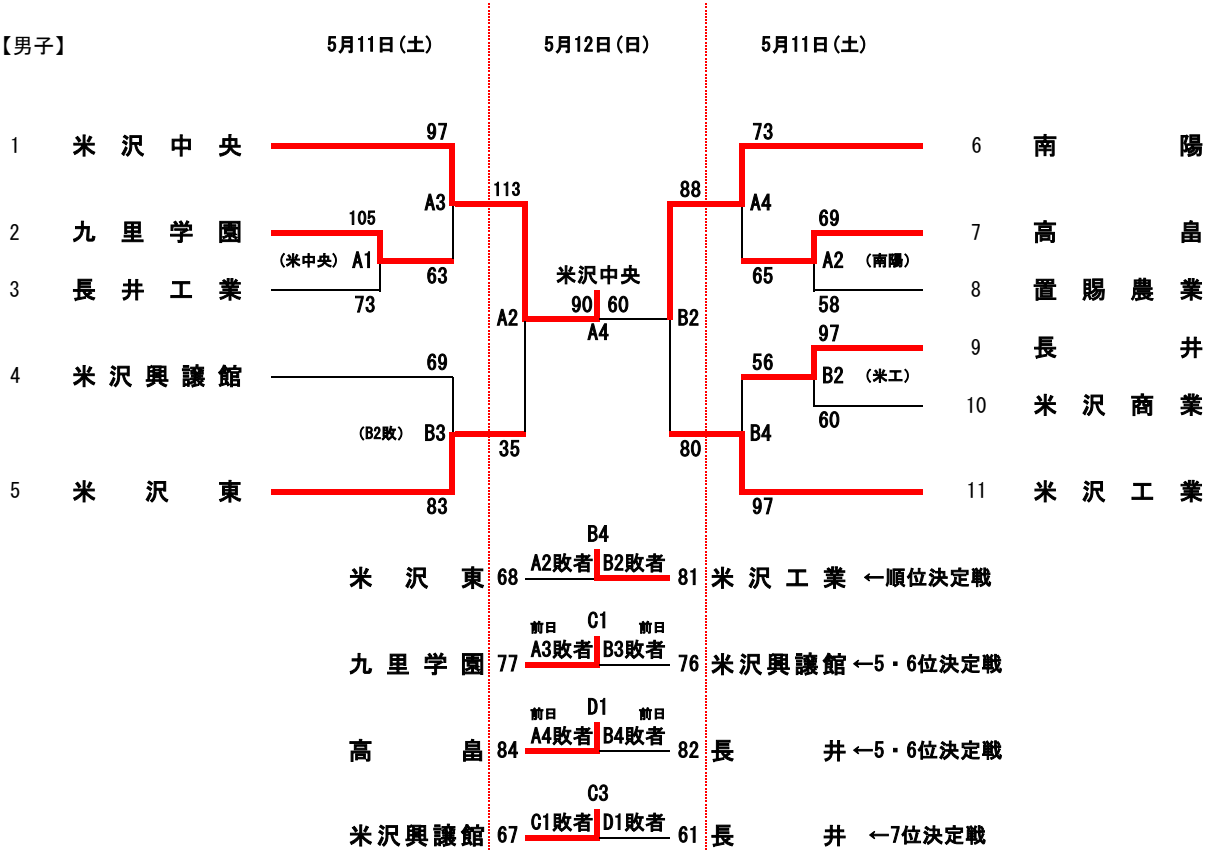 【男子】 5月11日(土) 5月12日(日) 5月11日(土)
97 73
1 米沢中央 6 南陽
113 88
A3 A4
105 69
2 九里学園 7 高畠
(米中央) A1 A2 (南陽)
63 米沢中央 65
3 長井工業 8 置賜農業
73 90 60 58
A2 A4 B2
97
69 56
4 米沢興譲館 9 長井
B2 (米工)
10 米沢商業
60
(B2敗) B3 B4
35 80
5 米沢東 11 米沢工業
83 97
B4
A2敗者 B2敗者
米沢東 68 81 米沢工業 ←順位決定戦
前日 C1 前日
A3敗者 B3敗者
九里学園 77 76 米沢興譲館 ←5・6位決定戦
前日 D1 前日
A4敗者 B4敗者
高畠 84 82 長井 ←5・6位決定戦
C3
C1敗者 D1敗者
米沢興譲館 67 61 長井 ←7位決定戦